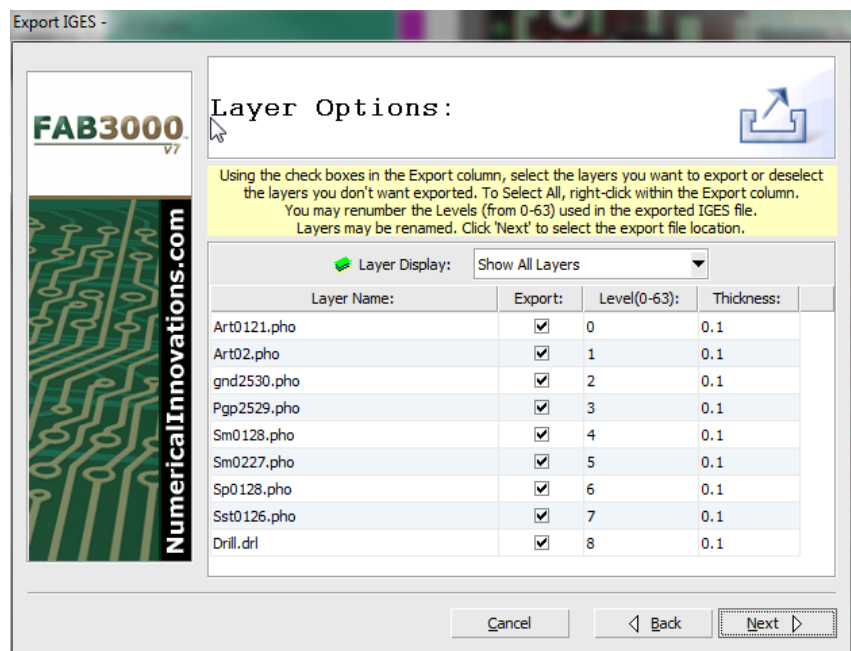 Export IGES -
FAB3000
V7
NumericalInnovations.com
Layer Options:
Using the check boxes in the Export column, select the layers you want to export or deselect
the layers you don't want exported. To Select All, right-click within the Export column.
You may renumber the Levels (from 0-63) used in the exported IGES file.
Layers may be renamed. Click 'Next' to select the export file location.
Layer Display: Show All Layers
Layer Name: Export: Level(0-63): Thickness:
Art0121.pho 0 0.1
Art02.pho 1 0.1
gnd2530.pho 2 0.1
Pgp2529.pho 3 0.1
Sm0128.pho 4 0.1
Sm0227.pho 5 0.1
Sp0128.pho 6 0.1
Sst0126.pho 7 0.1
Drill.drl 8 0.1
Cancel Back Next